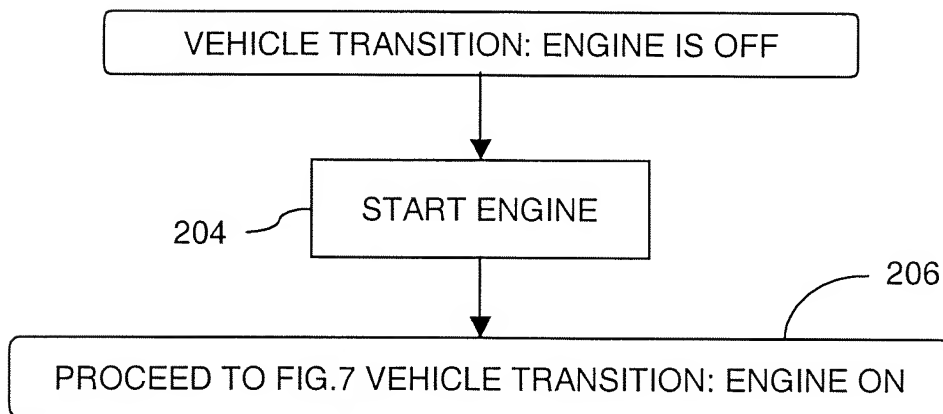 VEHICLE TRANSITION: ENGINE IS OFF
START ENGINE
204
206
PROCEED TO FIG.7 VEHICLE TRANSITION: ENGINE ON